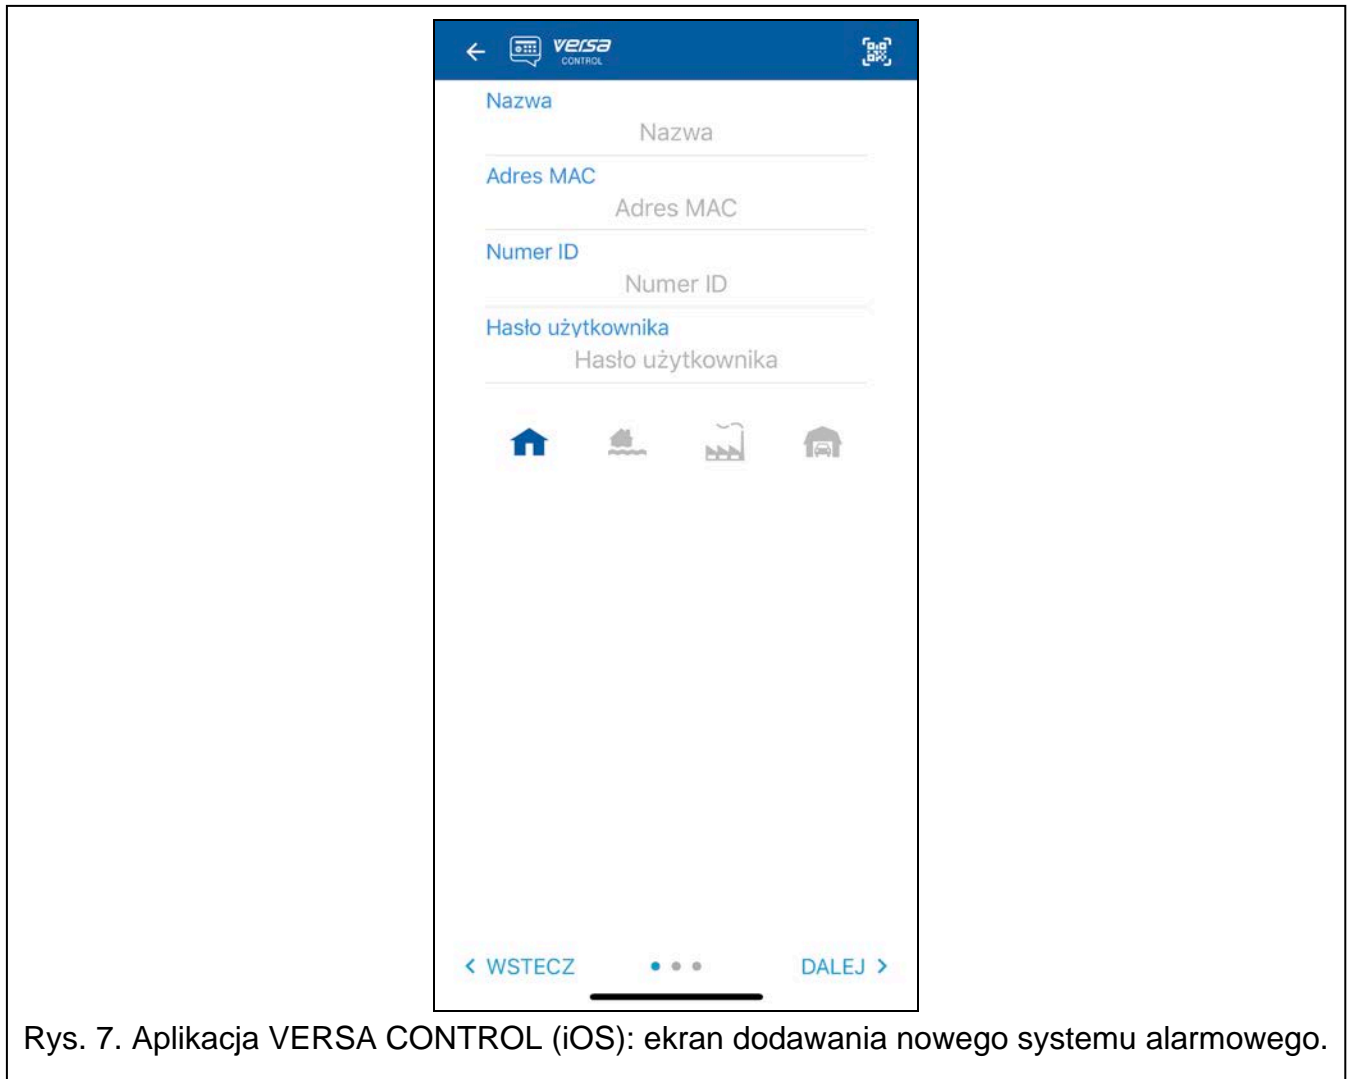 versa
CONTROL
Nazwa
Nazwa
Adres MAC
Adres MAC
Numer ID
Numer ID
Hasło użytkownika
Hasło użytkownika
WSTECZ
DALEJ
Rys. 7. Aplikacja VERSA CONTROL (iOS): ekran dodawania nowego systemu alarmowego.